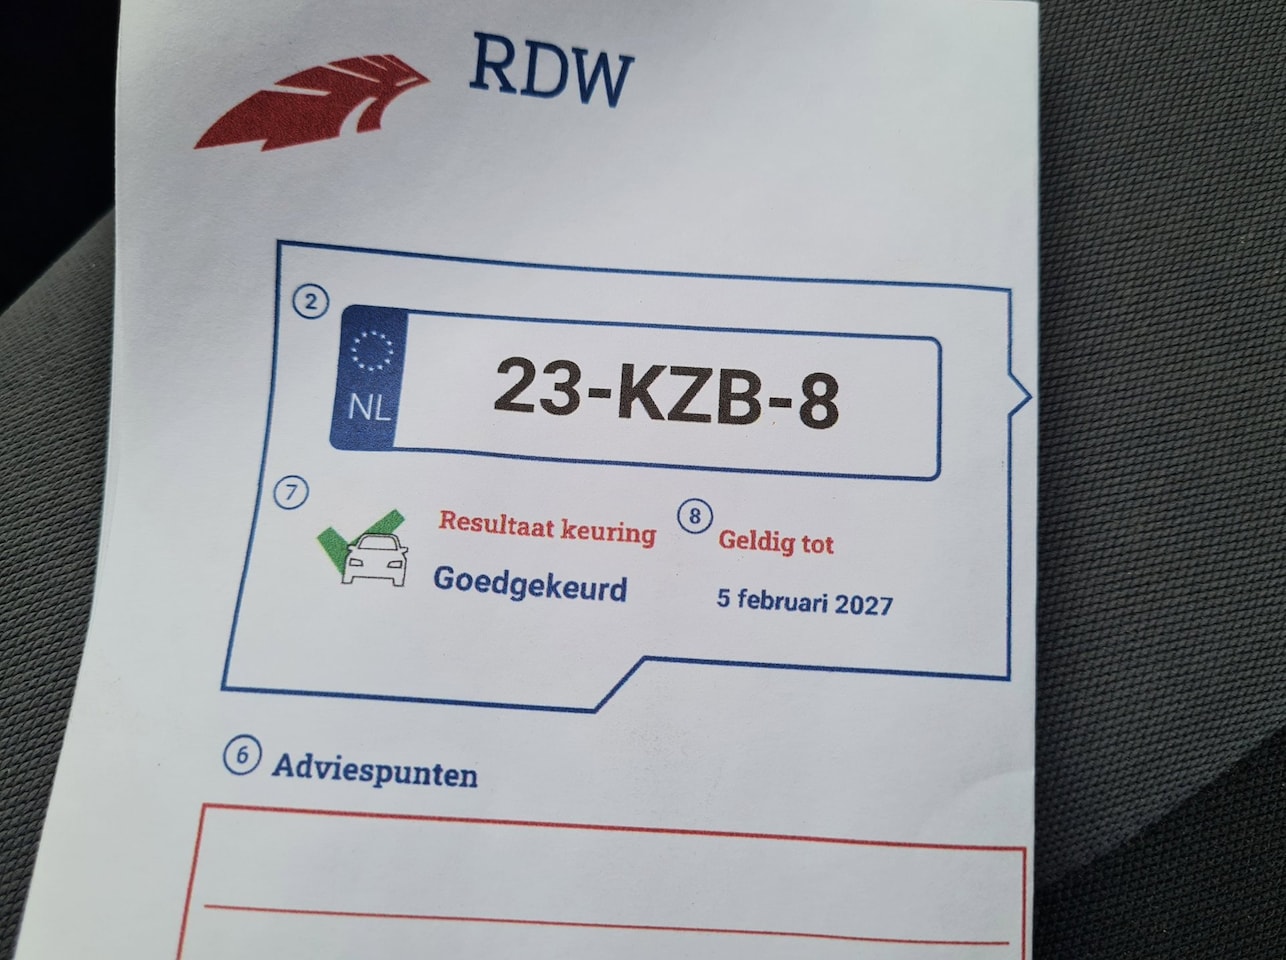 RDW
2
NL
23-KZB-8
7
Resultaat keuring
Goedgekeurd
8
Geldig tot
5 februari 2027
6 Adviespunten